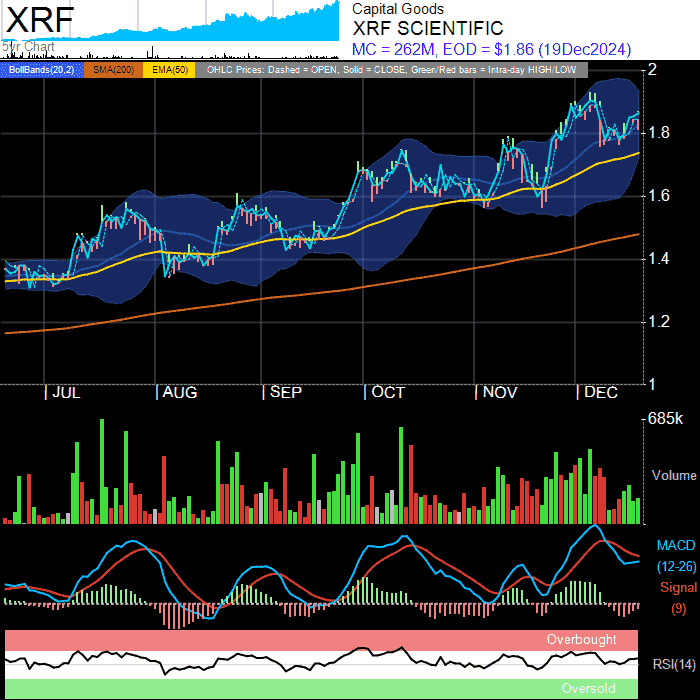 XRF
5yr Chart
Capital Goods
XRF SCIENTIFIC
MC = 262M, EOD = $1.86 (19Dec2024)
BollBands(20,2) SMA(200) EMA(50) OHLC Prices: Dashed = OPEN, Solid = CLOSE, Green/Red bars = Intra-day HIGH/LOW
2
1.8
1.6
1.4
1.2
1
| JUL | AUG | SEP | OCT | NOV | DEC
685k
Volume
MACD
(12-26)
Signal
(9)
Overbought
RSI(14)
Oversold